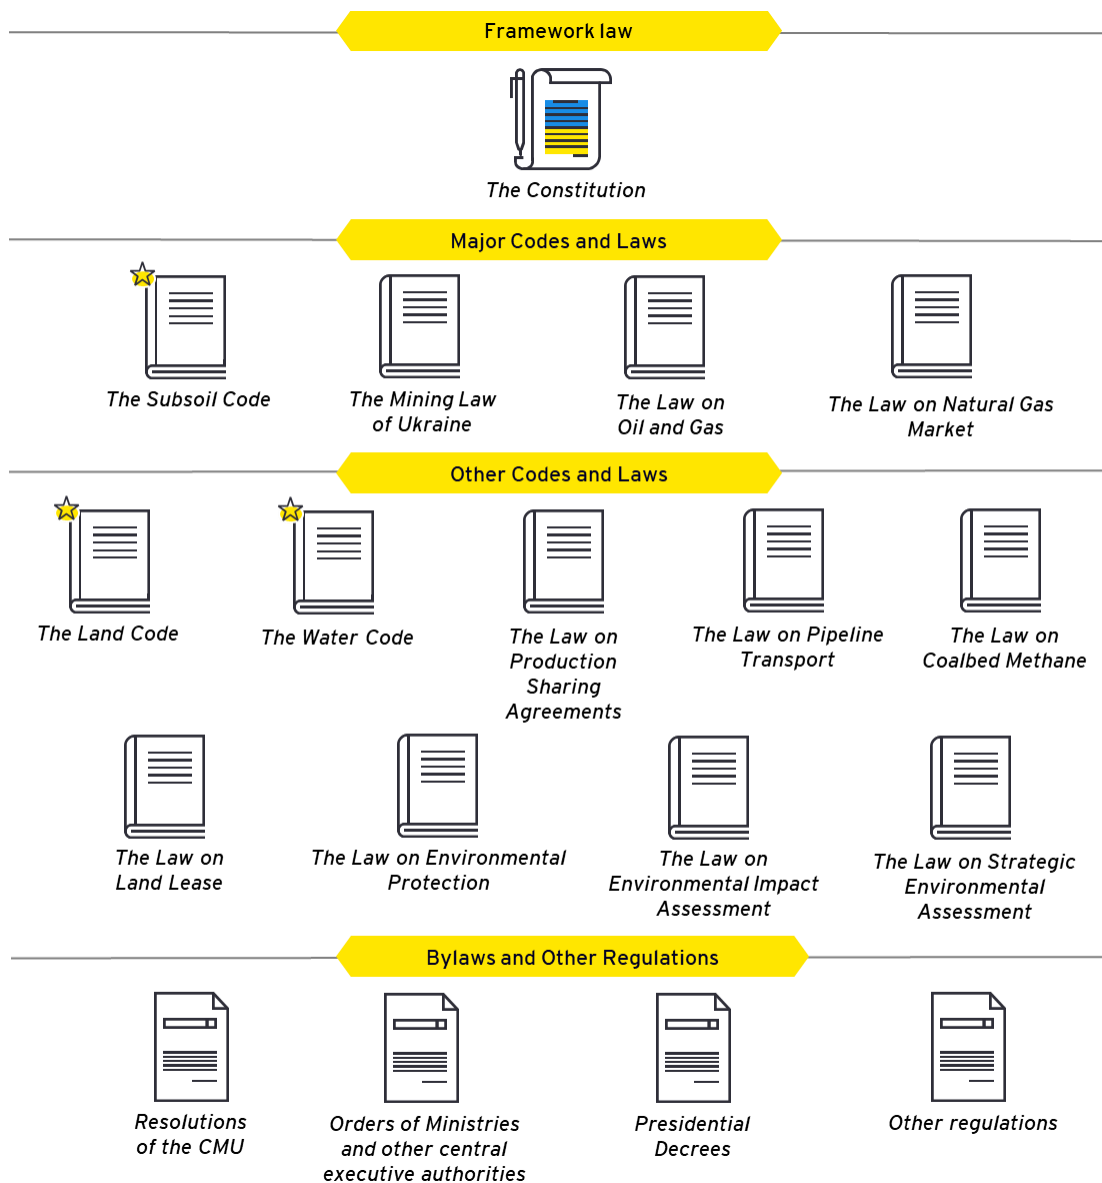 Framework law
The Constitution
Major Codes and Laws
The Subsoil Code
The Mining Law
of Ukraine
The Law on
Oil and Gas
The Law on Natural Gas
Market
Other Codes and Laws
The Land Code
The Water Code
The Law on
Production
Sharing
Agreements
The Law on Pipeline
Transport
The Law on
Coalbed Methane
The Law on
Land Lease
The Law on Environmental
Protection
The Law on
Environmental Impact
Assessment
The Law on Strategic
Environmental
Assessment
Bylaws and Other Regulations
Resolutions
of the CMU
Orders of Ministries
and other central
executive authorities
Presidential
Decrees
Other regulations